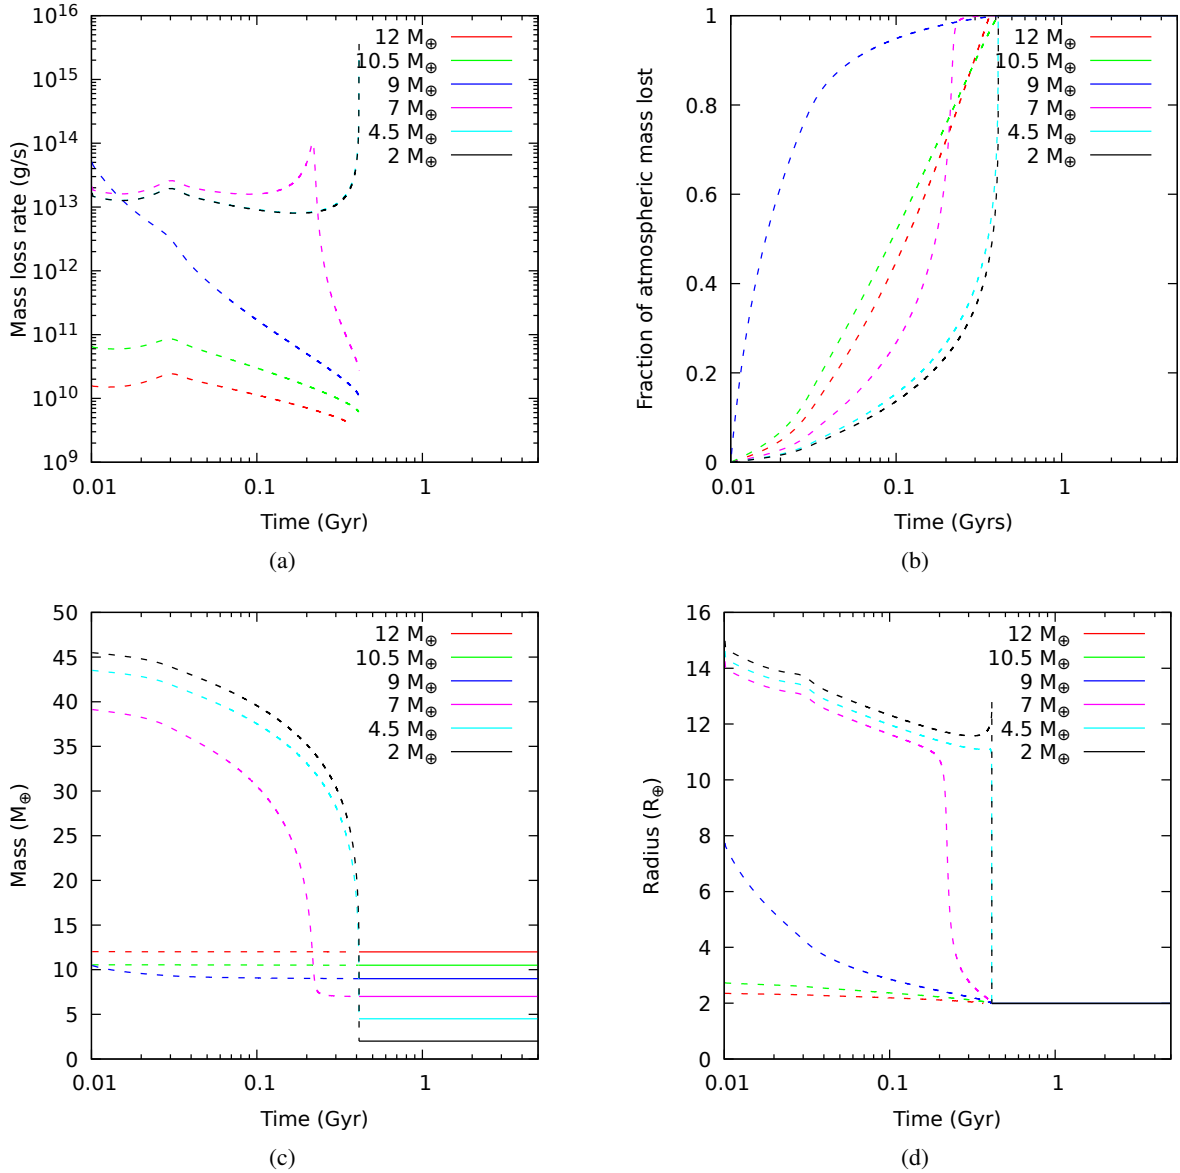 10^16
10^15
10^14
10^13
10^12
10^11
10^10
10^9
Mass loss rate (g/s)
12 M⊕
10.5 M⊕
9 M⊕
7 M⊕
4.5 M⊕
2 M⊕
0.01 0.1 1
Time (Gyr)
(a)
1
0.8
0.6
0.4
0.2
0
Fraction of atmospheric mass lost
12 M⊕
10.5 M⊕
9 M⊕
7 M⊕
4.5 M⊕
2 M⊕
0.01 0.1 1
Time (Gyrs)
(b)
50
45
40
35
30
25
20
15
10
5
0
Mass (M⊕)
12 M⊕
10.5 M⊕
9 M⊕
7 M⊕
4.5 M⊕
2 M⊕
0.01 0.1 1
Time (Gyr)
(c)
16
14
12
10
8
6
4
2
0
Radius (R⊕)
12 M⊕
10.5 M⊕
9 M⊕
7 M⊕
4.5 M⊕
2 M⊕
0.01 0.1 1
Time (Gyr)
(d)